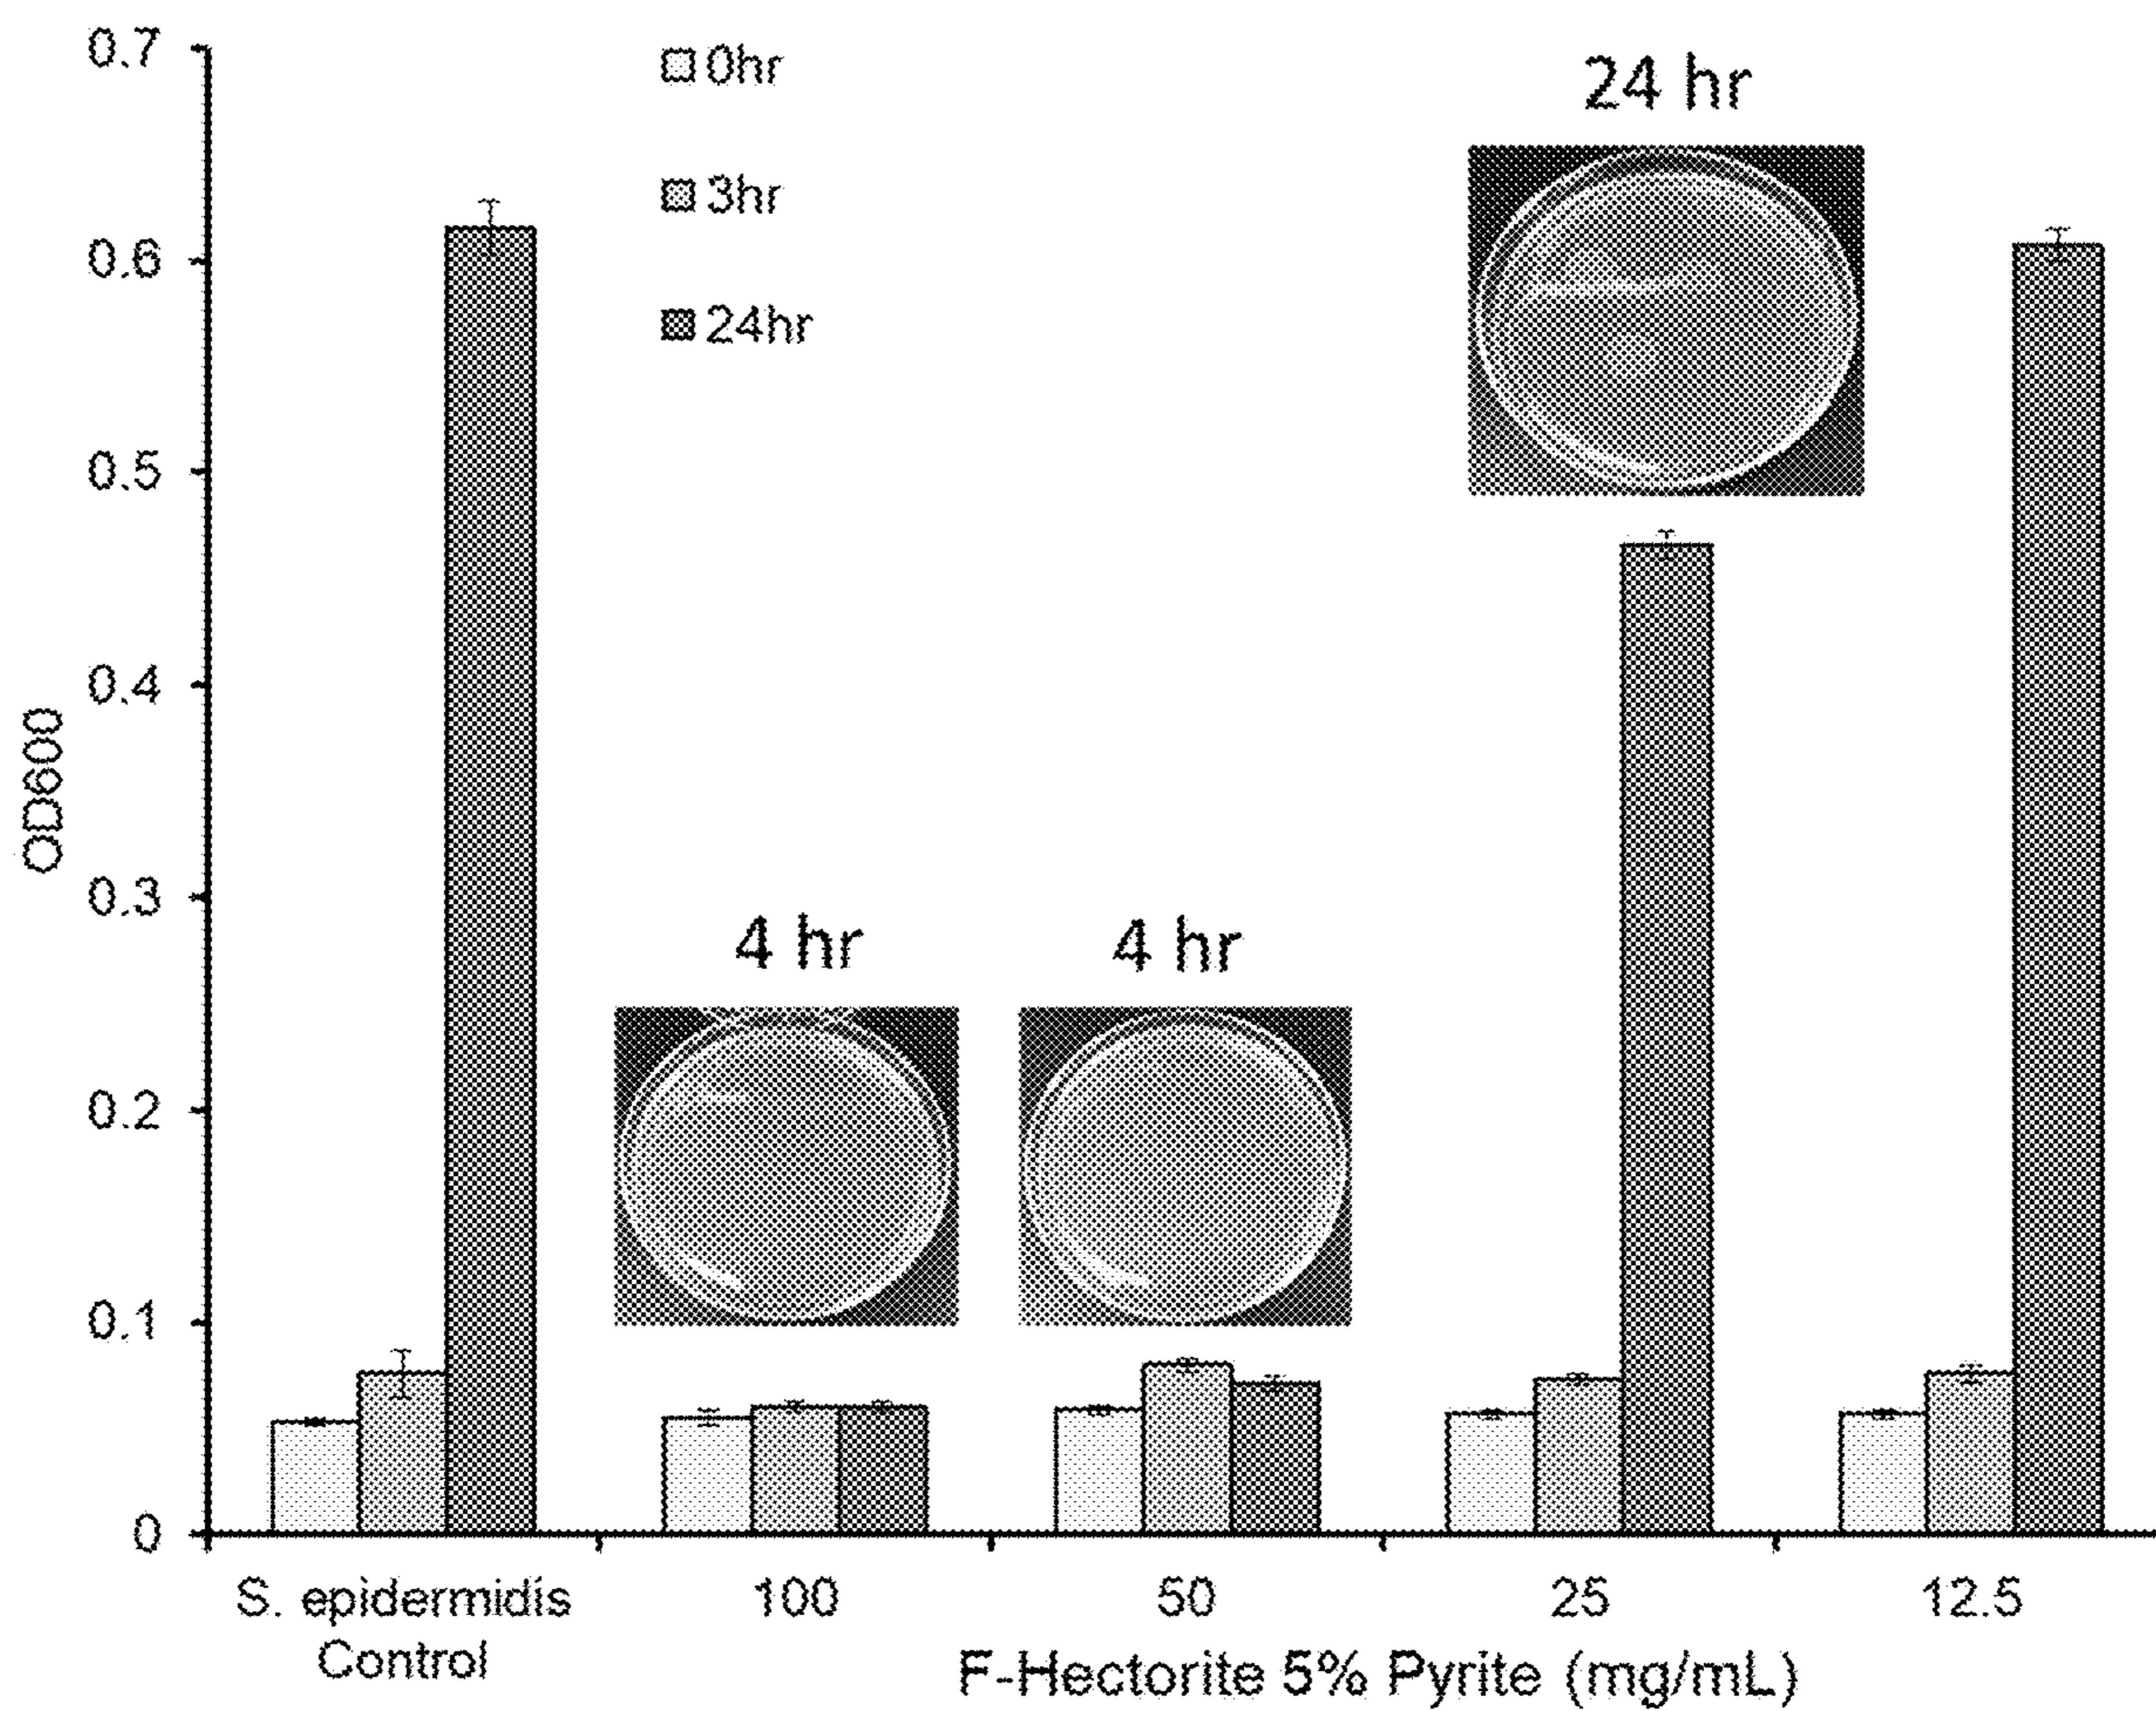 0.7
0.6
0.5
0.4
0.3
0.2
0.1
0
OD600
0hr
3hr
24hr
24 hr
4 hr
4 hr
S. epidermidis
Control
100
50
25
12.5
F-Hectorite 5% Pyrite (mg/mL)